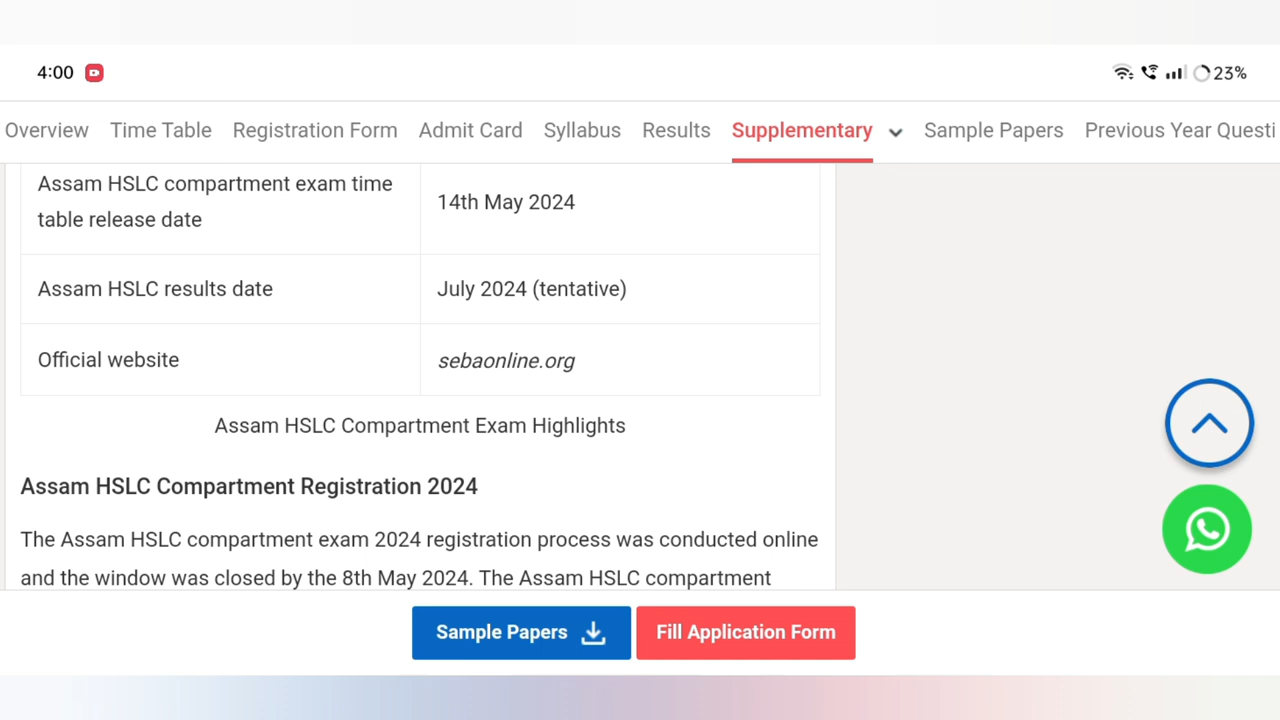 4:00
23%
Overview Time Table Registration Form Admit Card Syllabus Results Supplementary Sample Papers Previous Year Questi
Assam HSLC compartment exam time
table release date
14th May 2024
Assam HSLC results date
July 2024 (tentative)
Official website
sebaonline.org
Assam HSLC Compartment Exam Highlights
Assam HSLC Compartment Registration 2024
The Assam HSLC compartment exam 2024 registration process was conducted online
and the window was closed by the 8th May 2024. The Assam HSLC compartment
Sample Papers
Fill Application Form